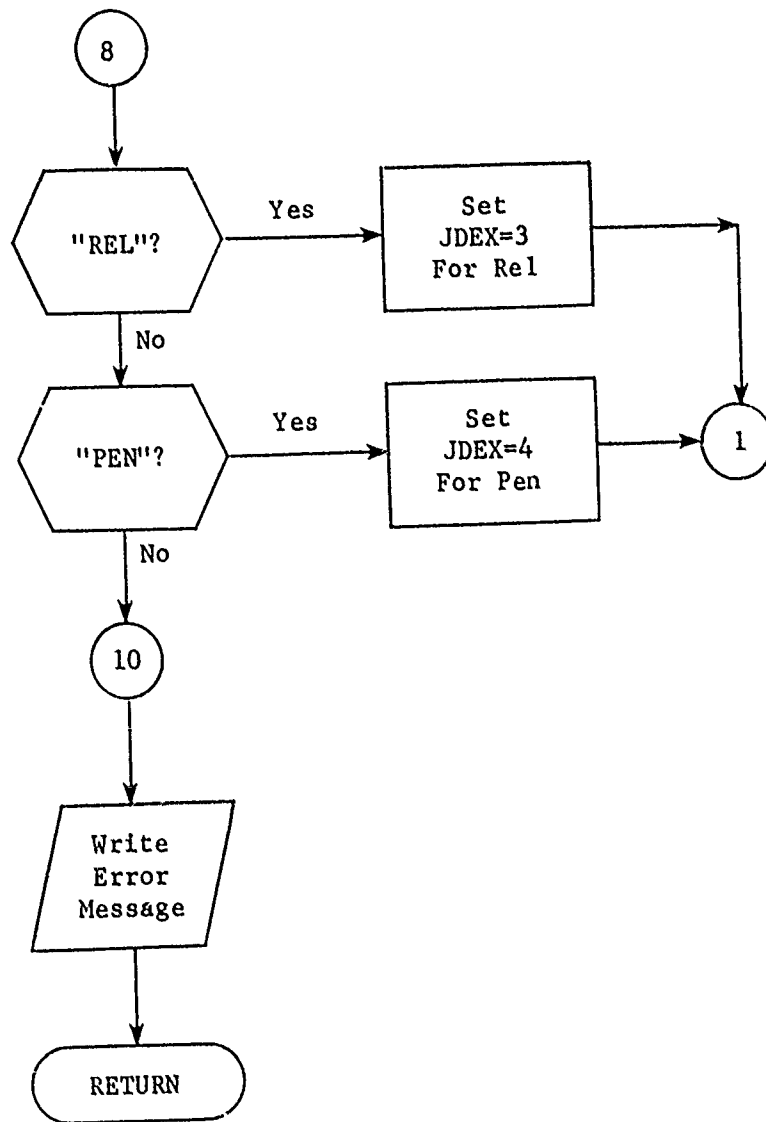 8
"REL"?
Yes
Set
JDEX=3
For Rel
No
"PEN"?
Yes
Set
JDEX=4
For Pen
1
No
10
Write
Error
Message
RETURN